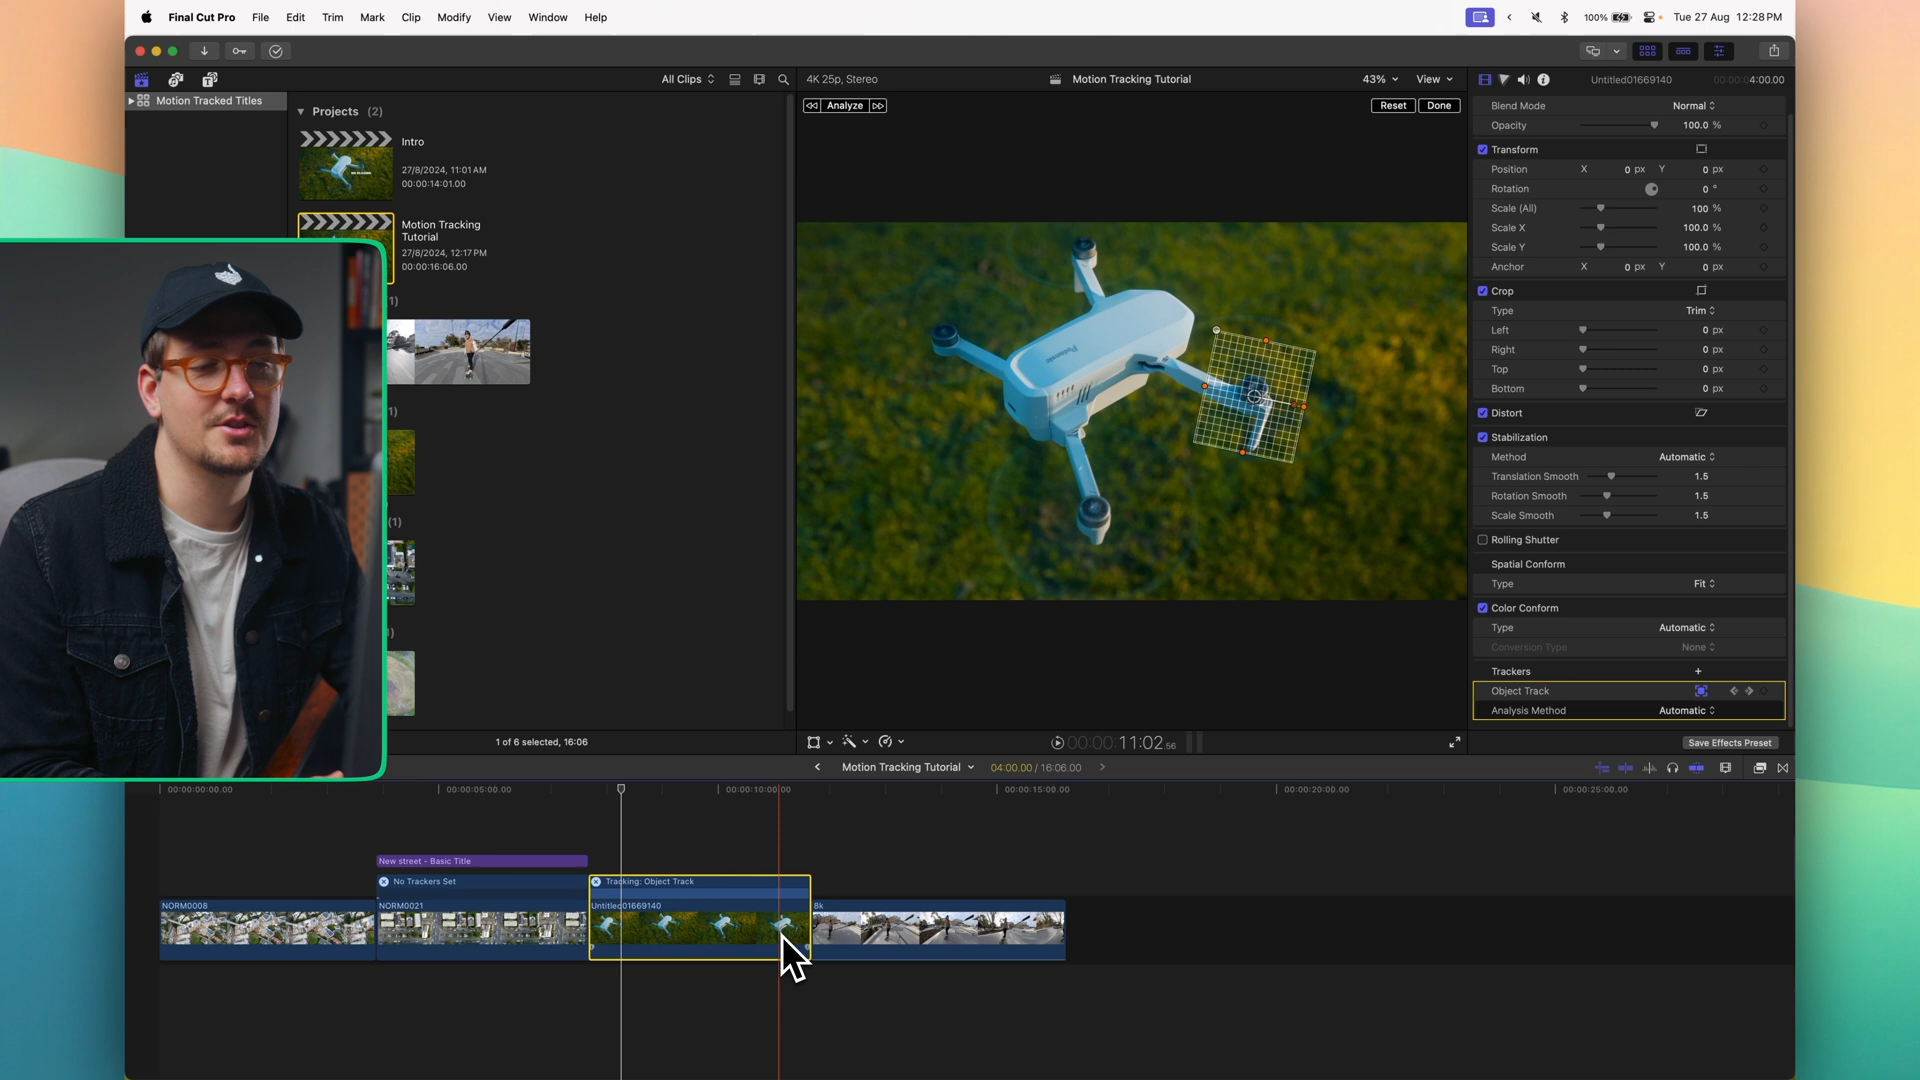 Final Cut Pro File Edit Trim Mark Clip Modify View Window Help 100% Tue 27 Aug 12:28 PM
All Clips 4K 25p, Stereo Motion Tracking Tutorial 43% View Untitled01669140 00:00:04:00.00
Motion Tracked Titles
Projects (2)
Intro
27/8/2024, 11:01 AM
00:00:14:01.00
Motion Tracking
Tutorial
27/8/2024, 12:17 PM
00:00:16:06.00
1)
1)
(1)
)
1 of 6 selected, 16:06
Analyze Reset Done
Potensic
00:00:11:02.56
Blend Mode Normal
Opacity 100.0 %
Transform
Position X 0 px Y 0 px
Rotation 0 °
Scale (All) 100 %
Scale X 100.0 %
Scale Y 100.0 %
Anchor X 0 px Y 0 px
Crop
Type Trim
Left 0 px
Right 0 px
Top 0 px
Bottom 0 px
Distort
Stabilization
Method Automatic
Translation Smooth 1.5
Rotation Smooth 1.5
Scale Smooth 1.5
Rolling Shutter
Spatial Conform
Type Fit
Color Conform
Type Automatic
Conversion Type None
Trackers +
Object Track
Analysis Method Automatic
Save Effects Preset
Motion Tracking Tutorial 04:00.00 / 16:06.00
00:00:00:00.00 00:00:05:00.00 00:00:10:00.00 00:00:15:00.00 00:00:20:00.00 00:00:25:00.00
New street - Basic Title
No Trackers Set Tracking: Object Track
NORM0008 NORM0021 Untitled01669140 8k